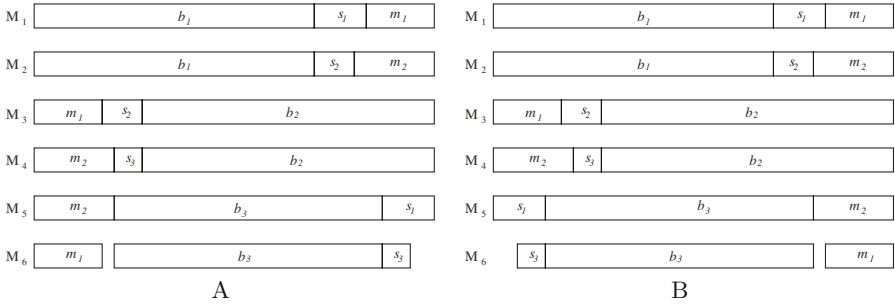 M₁ b₁ s₁ m₁ M₁ b₁ s₁ m₁
M₂ b₁ s₂ m₂ M₂ b₁ s₂ m₂
M₃ m₁ s₂ b₂ M₃ m₁ s₂ b₂
M₄ m₂ s₃ b₂ M₄ m₂ s₃ b₂
M₅ m₂ b₃ s₁ M₅ s₁ b₃ m₂
M₆ m₁ b₃ s₃ M₆ s₃ b₃ m₁
A B